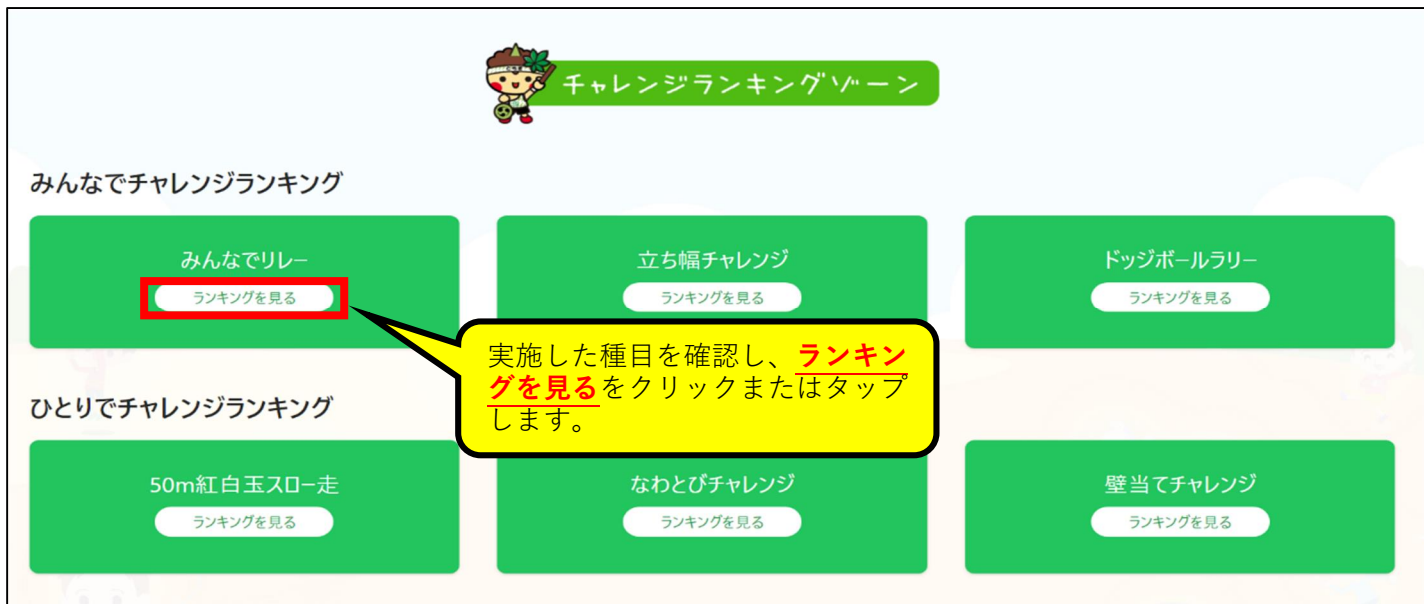 チャレンジランキングゾーン
みんなでチャレンジランキング
みんなでリレー
ランキングを見る
立ち幅チャレンジ
ランキングを見る
ドッジボールラリー
ランキングを見る
実施した種目を確認し、ランキン
グを見るをクリックまたはタップ
します。
ひとりでチャレンジランキング
50m紅白玉スロー走
ランキングを見る
なわとびチャレンジ
ランキングを見る
壁当てチャレンジ
ランキングを見る